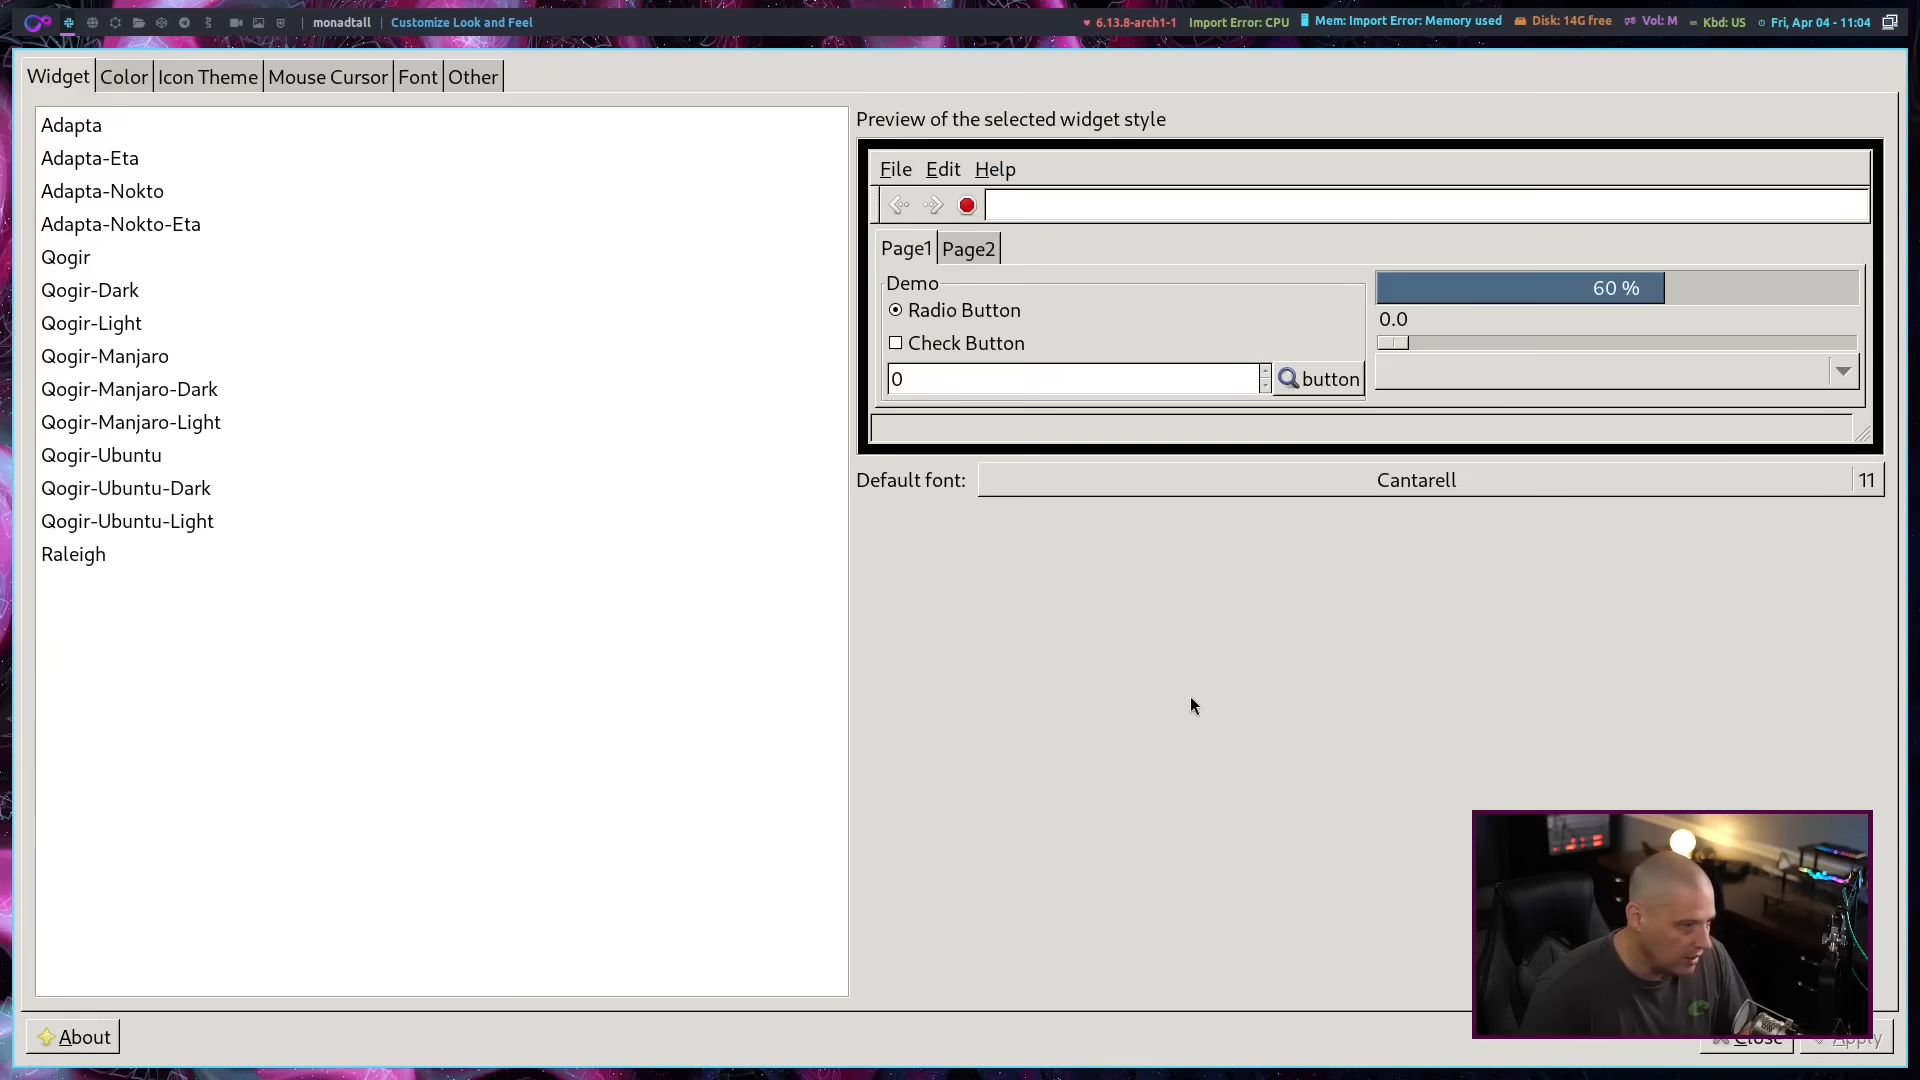 monadtall | Customize Look and Feel
6.13.8-arch1-1 Import Error: CPU Mem: Import Error: Memory used Disk: 14G free Vol: M Kbd: US Fri, Apr 04 - 11:04
Widget Color Icon Theme Mouse Cursor Font Other
Adapta
Adapta-Eta
Adapta-Nokto
Adapta-Nokto-Eta
Qogir
Qogir-Dark
Qogir-Light
Qogir-Manjaro
Qogir-Manjaro-Dark
Qogir-Manjaro-Light
Qogir-Ubuntu
Qogir-Ubuntu-Dark
Qogir-Ubuntu-Light
Raleigh
Preview of the selected widget style
File Edit Help
Page1 Page2
Demo
Radio Button
Check Button
0
button
60 %
0.0
Default font: Cantarell 11
About
Close Apply